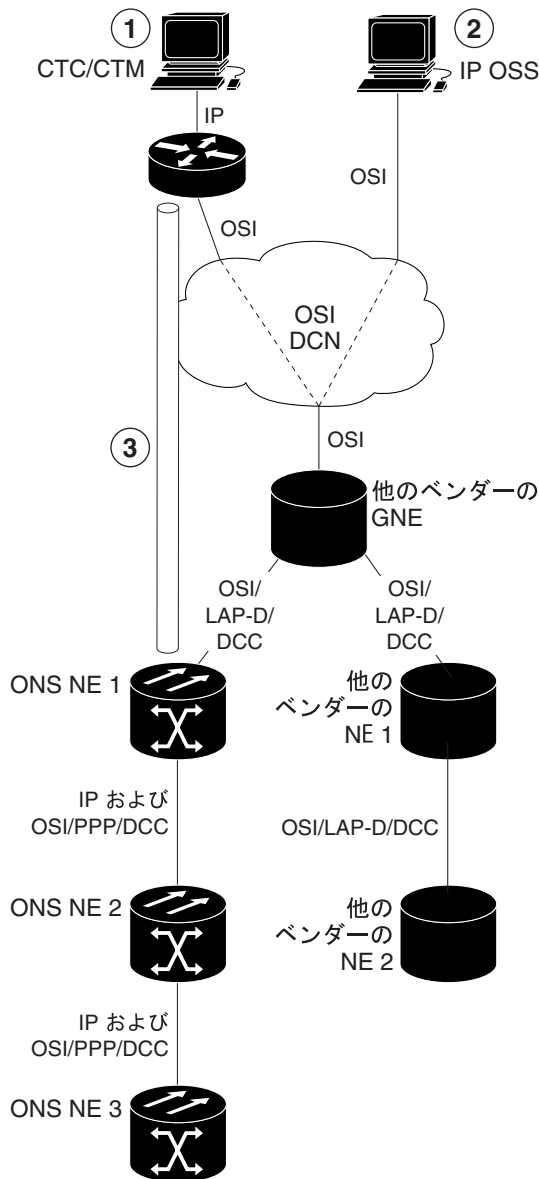 1
2
CTC/CTM
IP OSS
IP
OSI
OSI
OSI
DCN
3
OSI
他のベンダーの
GNE
OSI/
LAP-D/
DCC
OSI/
LAP-D/
DCC
ONS NE 1
他の
ベンダーの
NE 1
IP および
OSI/PPP/DCC
OSI/LAP-D/DCC
ONS NE 2
他の
ベンダーの
NE 2
IP および
OSI/PPP/DCC
ONS NE 3